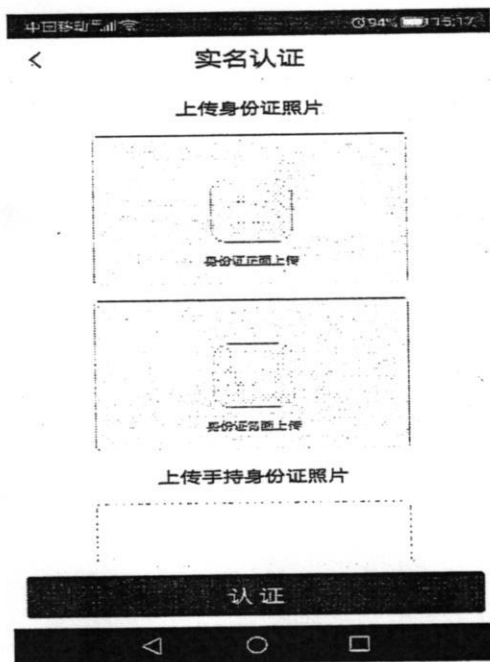 中国移动 94% 15:17
实名认证
上传身份证照片
身份证正面上传
身份证背面上传
上传手持身份证照片
认证